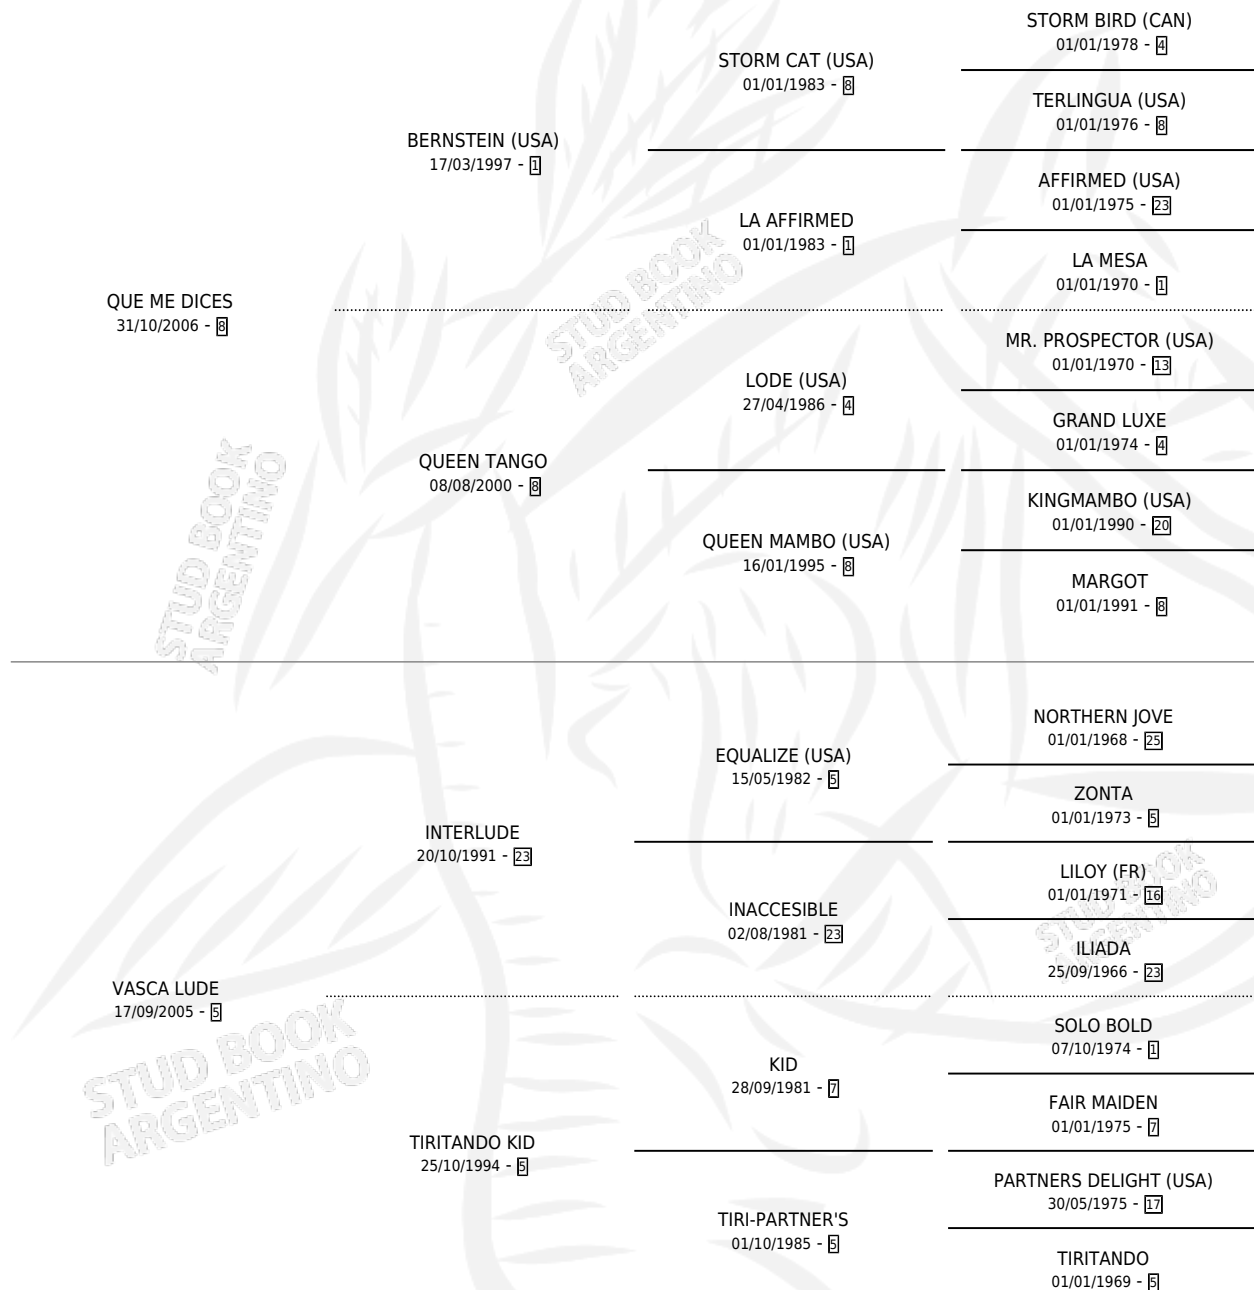 STORM BIRD (CAN)
01/01/1978 - 4
STORM CAT (USA)
01/01/1983 - 8
TERLINGUA (USA)
01/01/1976 - 8
BERNSTEIN (USA)
17/03/1997 - 1
AFFIRMED (USA)
01/01/1975 - 23
LA AFFIRMED
01/01/1983 - 1
LA MESA
01/01/1970 - 1
QUE ME DICES
31/10/2006 - 8
MR. PROSPECTOR (USA)
01/01/1970 - 13
LODE (USA)
27/04/1986 - 4
GRAND LUXE
01/01/1974 - 4
QUEEN TANGO
08/08/2000 - 8
KINGMAMBO (USA)
01/01/1990 - 20
QUEEN MAMBO (USA)
16/01/1995 - 8
MARGOT
01/01/1991 - 8
NORTHERN JOVE
01/01/1968 - 25
EQUALIZE (USA)
15/05/1982 - 5
ZONTA
01/01/1973 - 5
INTERLUDE
20/10/1991 - 23
LILOY (FR)
01/01/1971 - 16
INACCESIBLE
02/08/1981 - 23
ILIADA
25/09/1966 - 23
VASCA LUDE
17/09/2005 - 5
SOLO BOLD
07/10/1974 - 1
KID
28/09/1981 - 7
FAIR MAIDEN
01/01/1975 - 7
TIRITANDO KID
25/10/1994 - 5
PARTNERS DELIGHT (USA)
30/05/1975 - 17
TIRI-PARTNER'S
01/10/1985 - 5
TIRITANDO
01/01/1969 - 5
STUD BOOK
ARGENTINO
STUD BOOK
ARGENTINO
STUD BOOK
ARGENTINO
STUD BOOK
ARGENTINO